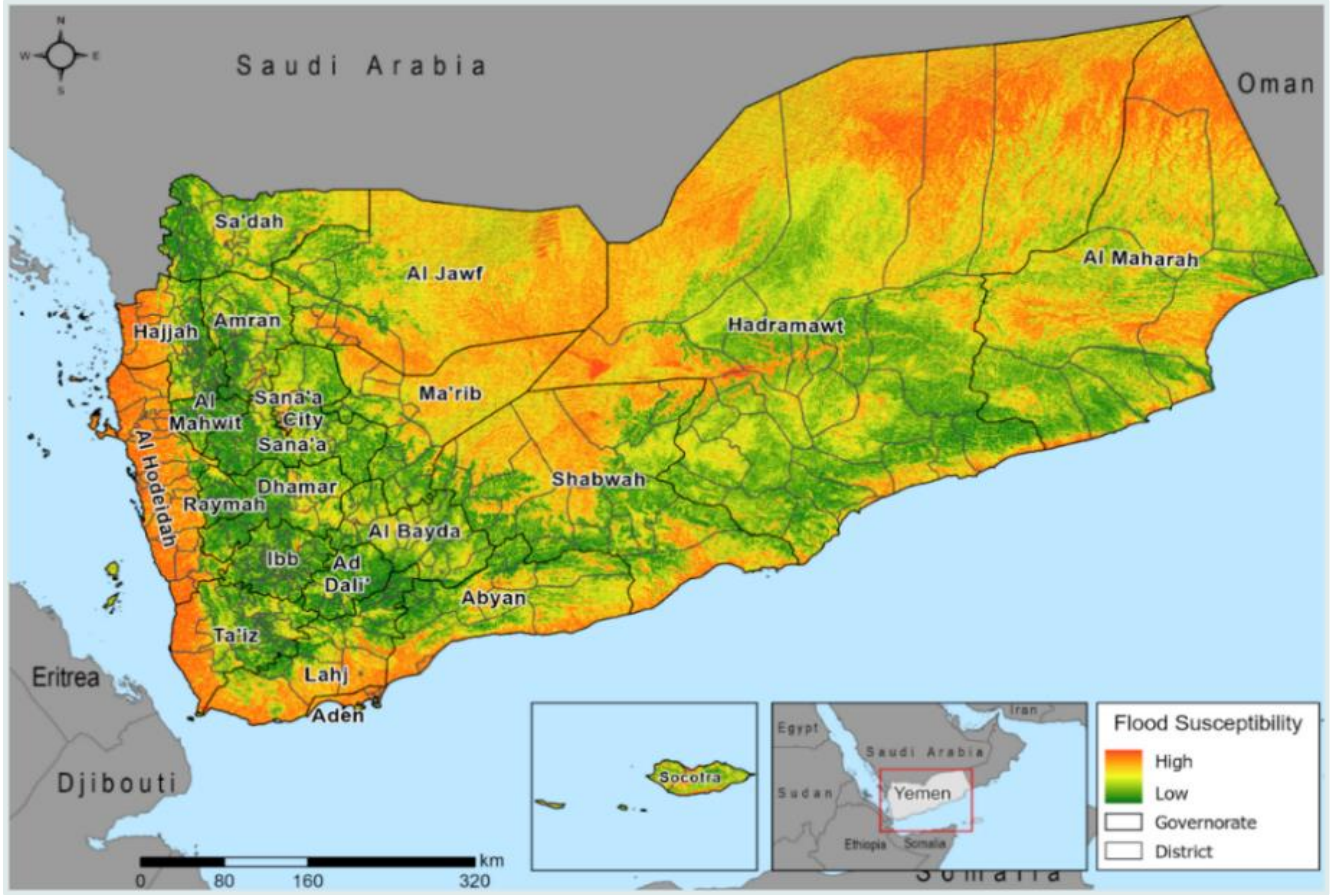 N
W
E
S
Saudi Arabia
Oman
Sa'dah
Al Jawf
Al Maharah
Hajjah
Amran
Hadramawt
Ma'rib
Al
Mahwit
Sana'a
City
Sana'a
Al Hodeidah
Shabwah
Dhamar
Raymah
Al Bayda
Ibb
Ad
Dali'
Abyan
Ta'iz
Lahj
Aden
Eritrea
Djibouti
Somalia
km
0
80
160
320
Socotra
Iran
Egypt
Saudi Arabia
Sudan
Yemen
Ethiopia
Somalia
Flood Susceptibility
High
Low
Governorate
District